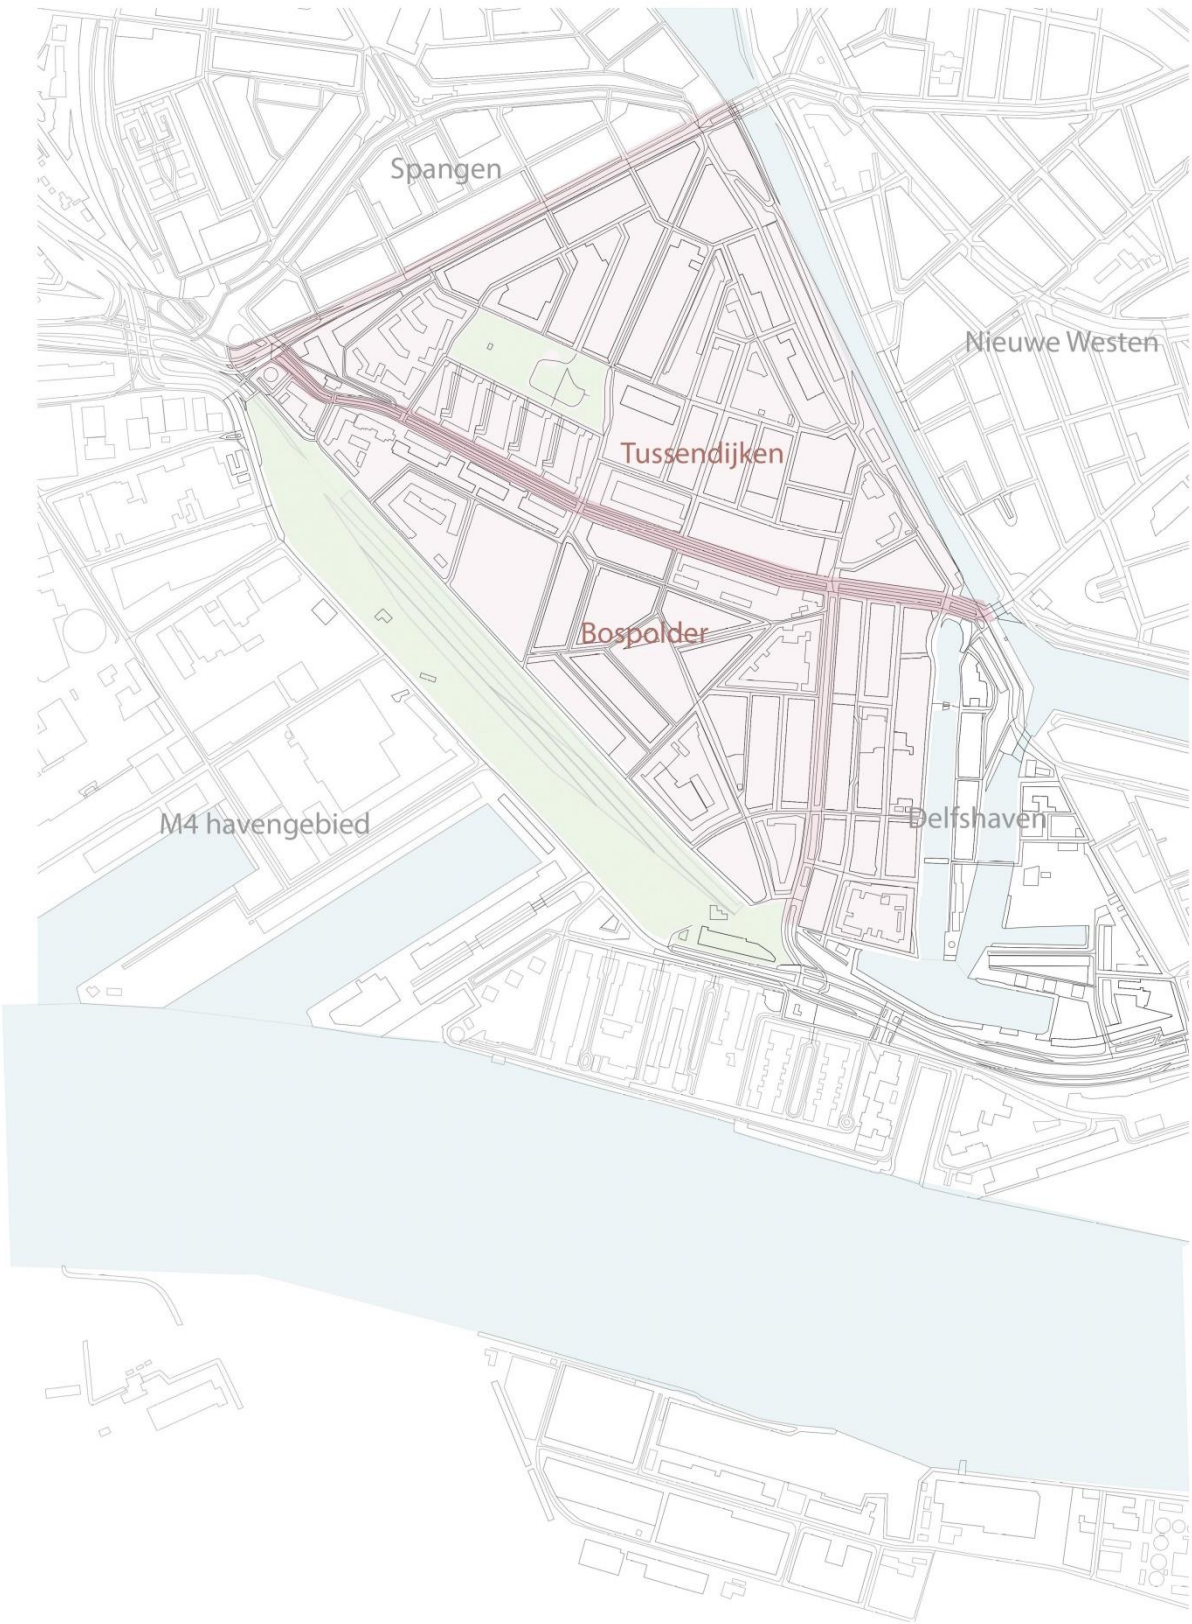 Spangen
Nieuwe Westen
Tussendijken
Bospolder
M4 havengebied
Delfshaven